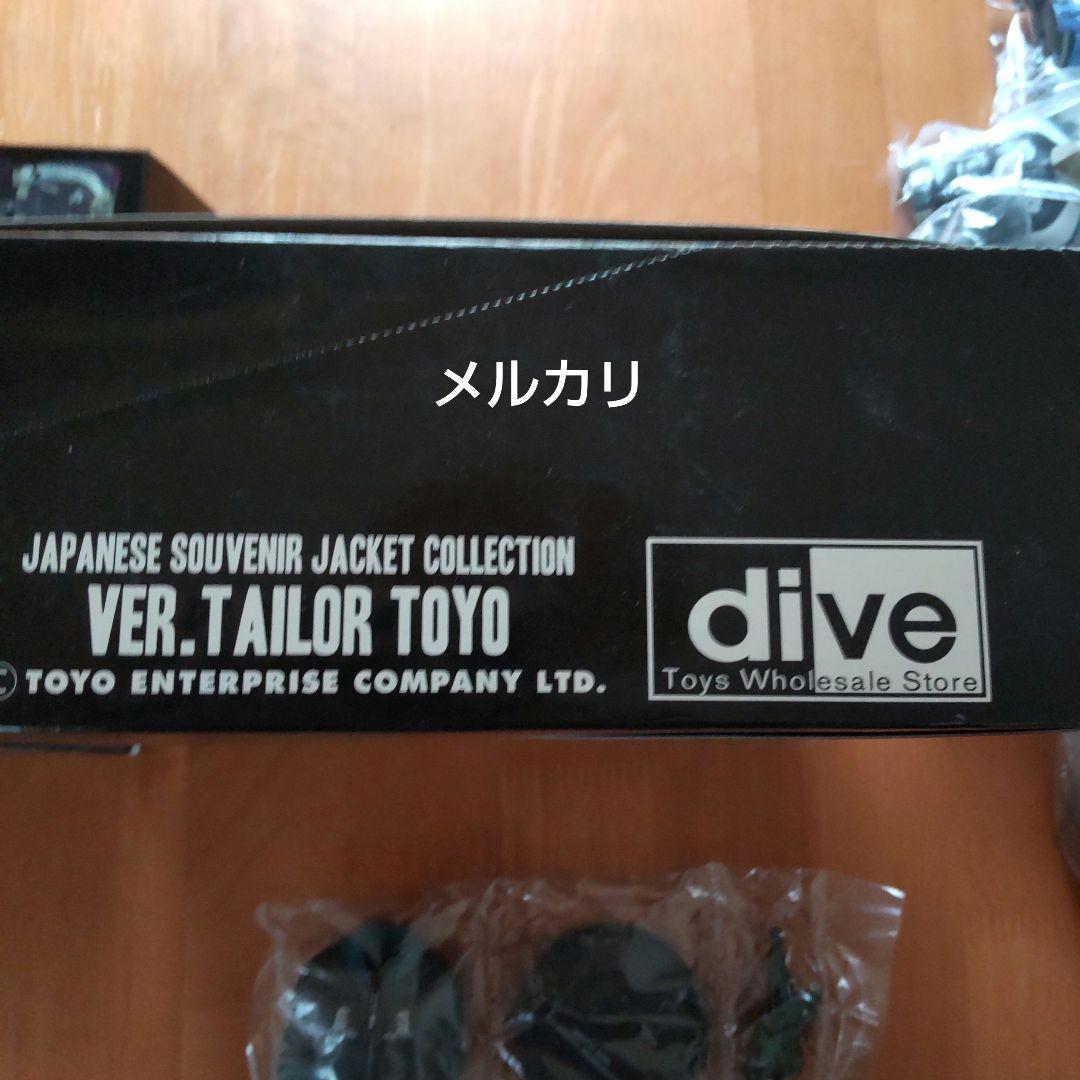 メルカリ
JAPANESE SOUVENIR JACKET COLLECTION
VER.TAILOR TOYO
© TOYO ENTERPRISE COMPANY LTD.
dive
Toys Wholesale Store